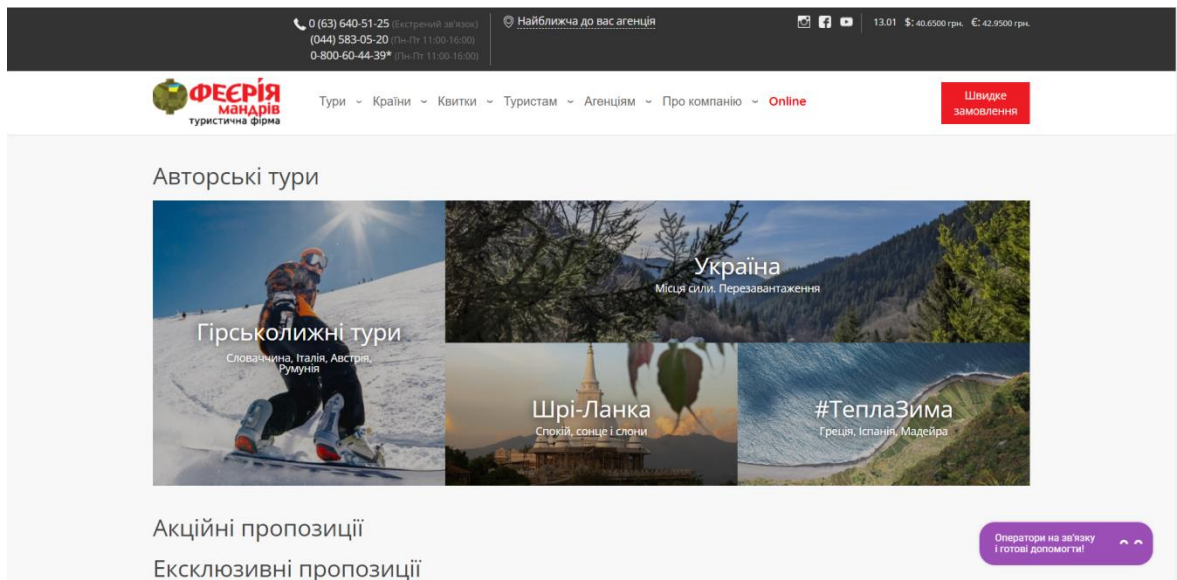 0 (63) 640-51-25 (Екстрений зв'язок)
(044) 583-05-20 (Пн-Пт 11:00-16:00)
0-800-60-44-39* (Пн-Пт 11:00-16:00)
Найближча до вас агенція
13.01 $: 40.6500 грн. €: 42.9500 грн.
ФЕЄРІЯ
мандрів
туристична фірма
Тури Країни Квитки Туристам Агенціям Про компанію Online
Швидке
замовлення
Авторські тури
Гірськолижні тури
Словаччина, Італія, Австрія,
Румунія
Україна
Місця сили. Перезавантаження
Шрі-Ланка
Спокій, сонце і слони
#ТеплаЗима
Греція, Іспанія, Мадейра
Акційні пропозиції
Ексклюзивні пропозиції
Оператори на зв'язку
і готові допомогти!